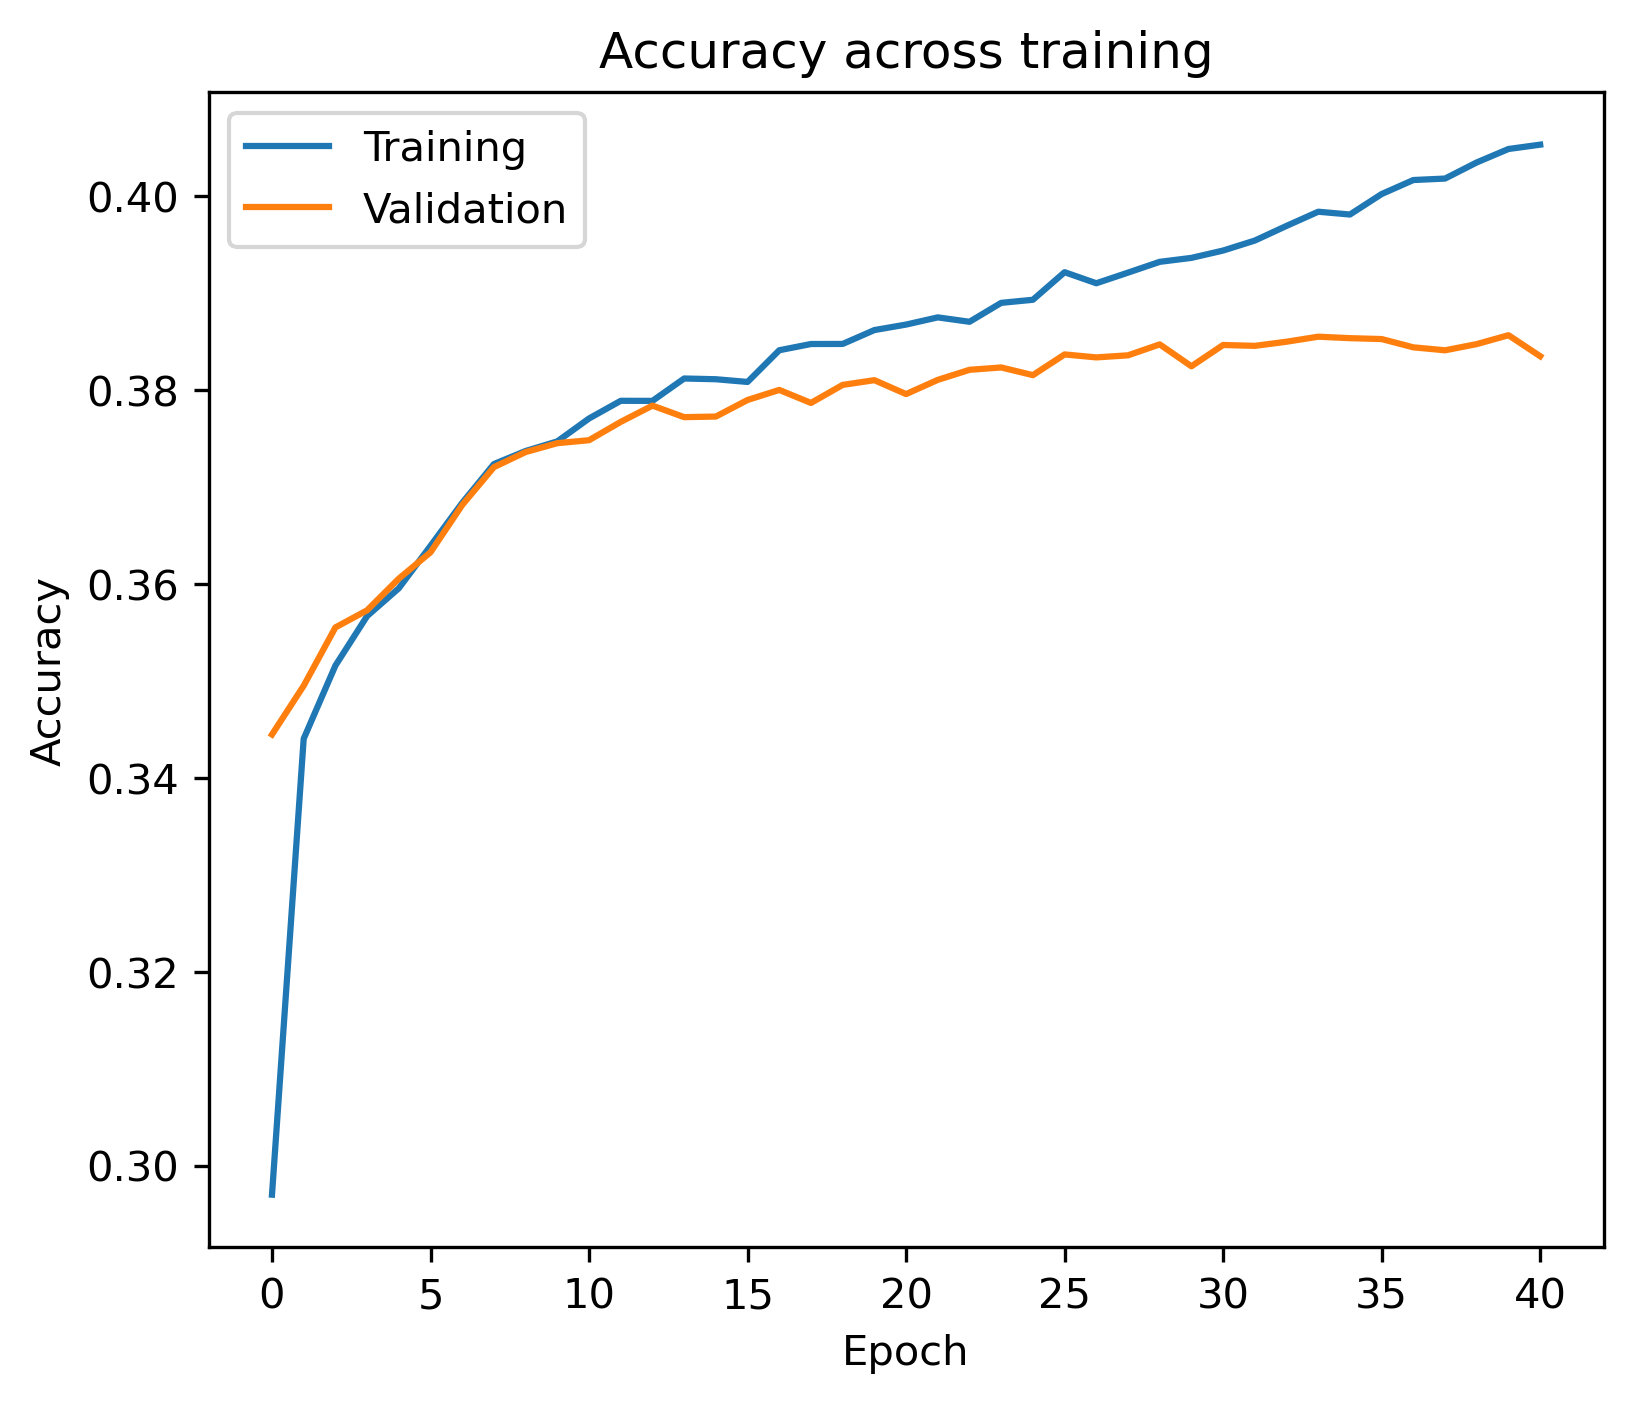 Accuracy across training
Training
Validation
Accuracy
0.40
0.38
0.36
0.34
0.32
0.30
0 5 10 15 20 25 30 35 40
Epoch